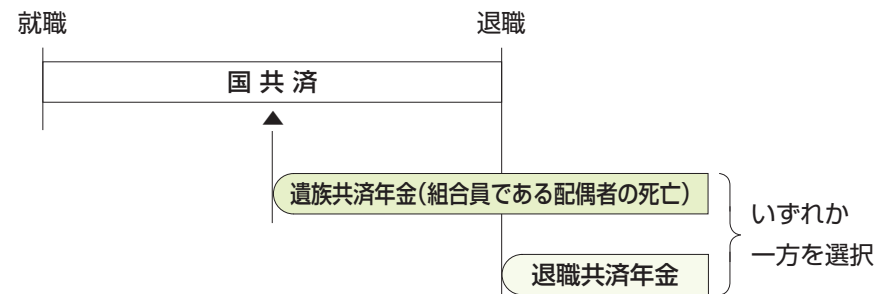 就職
退職
国共済
遺族共済年金(組合員である配偶者の死亡)
いずれか
一方を選択
退職共済年金